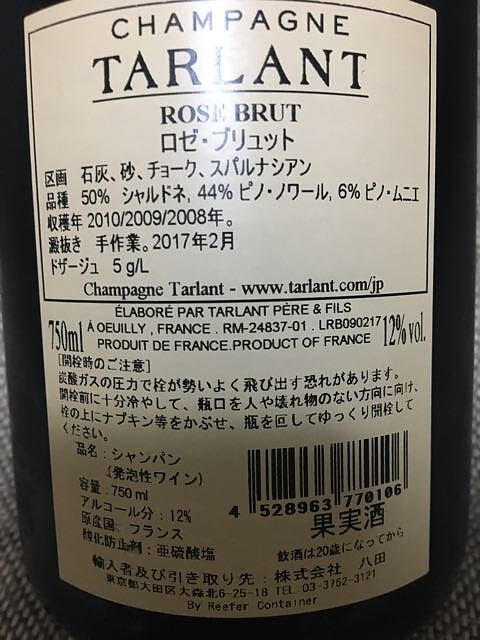 CHAMPAGNE
TARLANT
ROSE BRUT
ロゼ・ブリュット
区画 石灰、砂、チョーク、スパルナシアン
品種 50% シャルドネ, 44% ピノ・ノワール, 6% ピノ・ムニエ
収穫年 2010/2009/2008年。
澱抜き 手作業。2017年2月
ドザージュ 5 g/L
Champagne Tarlant - www.tarlant.com/jp
ÉLABORÉ PAR TARLANT PÈRE & FILS
750ml À OEUILLY, FRANCE . RM-24837-01 . LRB090217 12% vol.
PRODUIT DE FRANCE.PRODUCT OF FRANCE
[開栓時のご注意]
炭酸ガスの圧力で栓が勢いよく飛び出す恐れがあります。
開栓前に十分冷やして、瓶口を人や壊れ物のない方向に向け、
栓の上にナプキン等をかぶせ、瓶を回してゆっくり開栓して
ください。
品名:シャンパン
(発泡性ワイン)
容量:750 ml
アルコール分:12%
原産国:フランス
酸化防止剤:亜硫酸塩
4 528963 770106
果実酒
飲酒は20歳になってから
輸入者及び引き取り先:株式会社 八田
東京都大田区大森北6-25-18 TEL 03-3762-3121
By Reefer Container